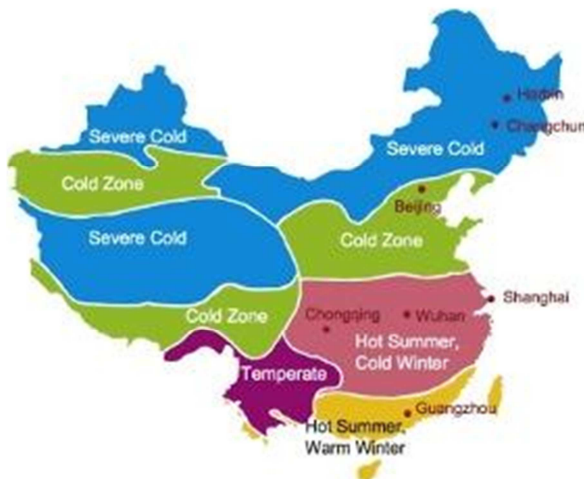 Harbin
Changchun
Severe Cold
Severe Cold
Cold Zone
Beijing
Severe Cold
Cold Zone
Shanghai
Cold Zone
Chongqing
Wuhan
Hot Summer,
Cold Winter
Temperate
Guangzhou
Hot Summer,
Warm Winter